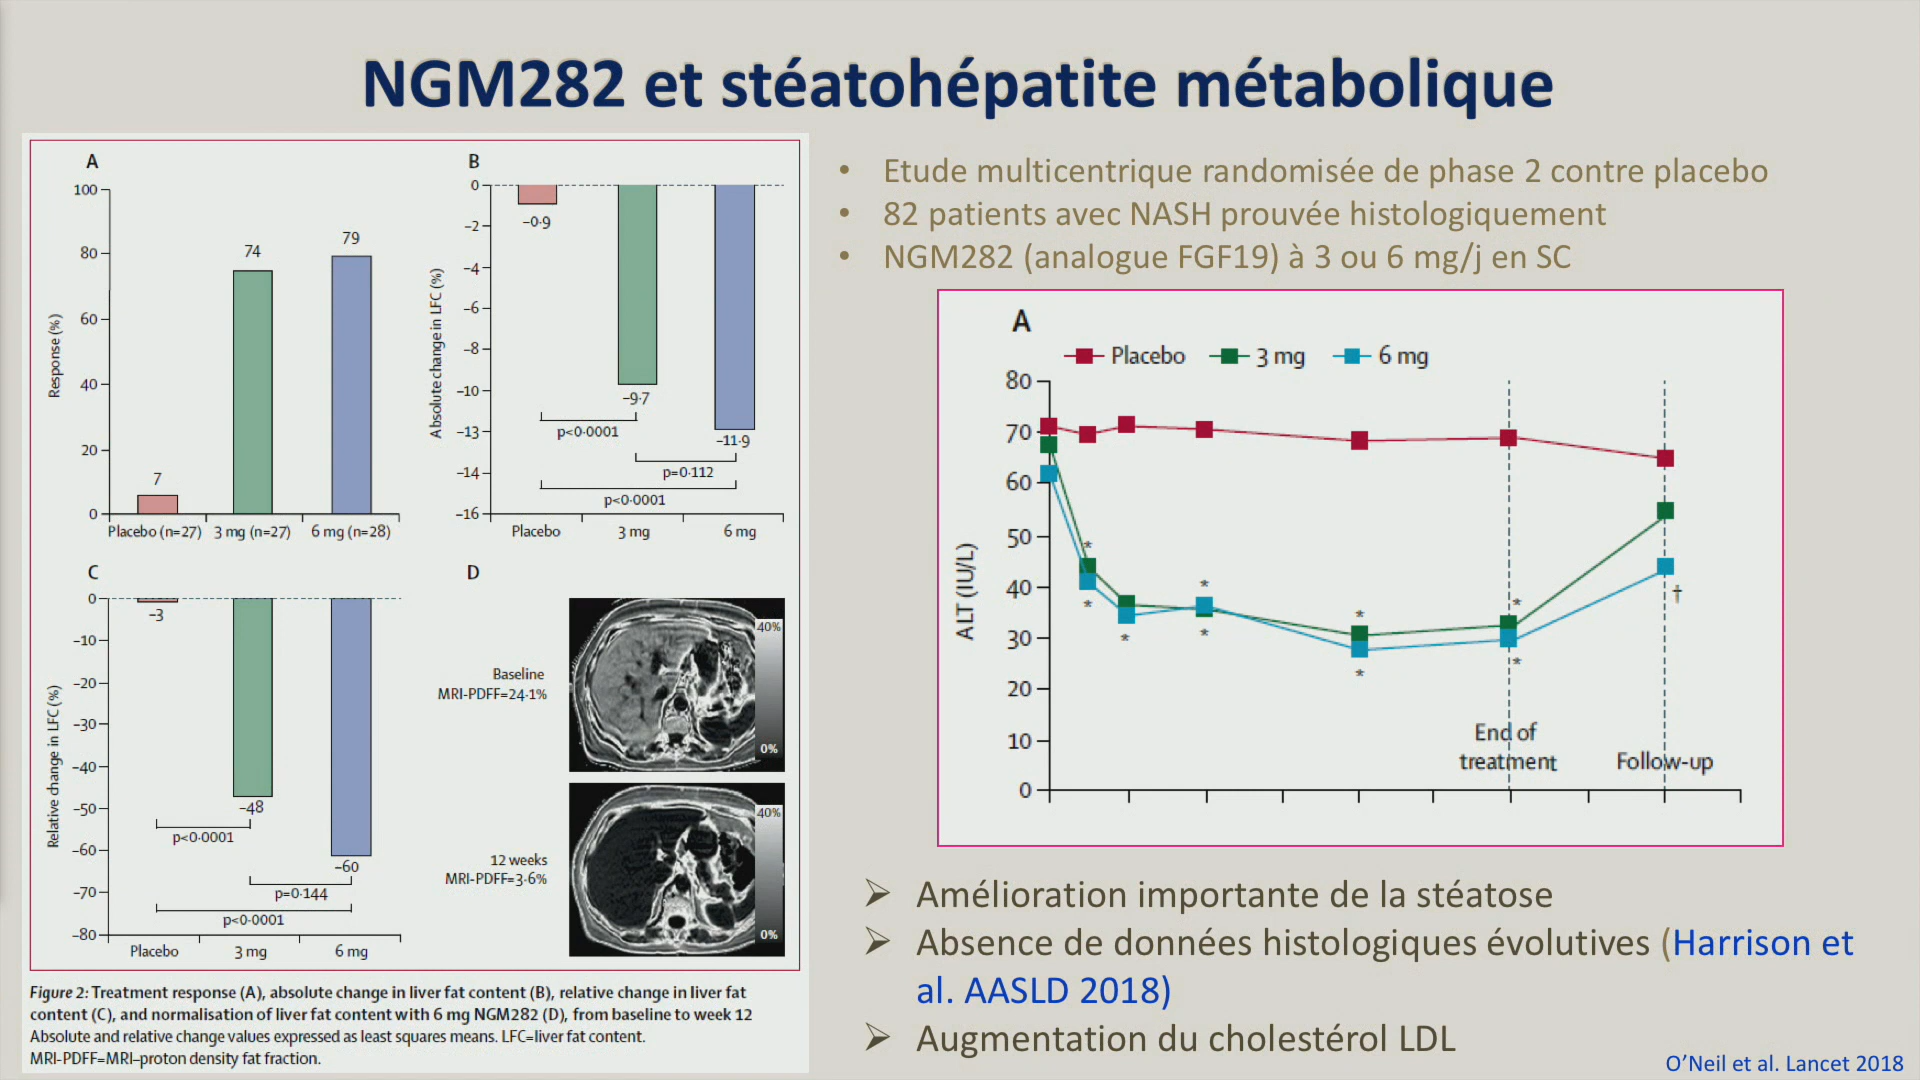 NGM282 et stéatohépatite métabolique
A
100
80
60
40
20
0
Response (%)
7
74
79
Placebo (n=27) 3 mg (n=27) 6 mg (n=28)
B
0
–2
–4
–6
–8
–10
–13
–14
–16
Absolute change in LFC (%)
–0·9
–9·7
–11·9
p<0·0001
p=0·112
p<0·0001
Placebo 3 mg 6 mg
C
0
–10
–20
–30
–40
–50
–60
–70
–80
Relative change in LFC (%)
–3
–48
–60
p<0·0001
p=0·144
p<0·0001
Placebo 3 mg 6 mg
D
Baseline
MRI-PDFF=24·1%
40%
0%
12 weeks
MRI-PDFF=3·6%
40%
0%
Figure 2: Treatment response (A), absolute change in liver fat content (B), relative change in liver fat
content (C), and normalisation of liver fat content with 6 mg NGM282 (D), from baseline to week 12
Absolute and relative change values expressed as least squares means. LFC=liver fat content.
MRI-PDFF=MRI–proton density fat fraction.
• Etude multicentrique randomisée de phase 2 contre placebo
• 82 patients avec NASH prouvée histologiquement
• NGM282 (analogue FGF19) à 3 ou 6 mg/j en SC
A
Placebo 3 mg 6 mg
80
70
60
50
40
30
20
10
0
ALT (IU/L)
* * * * * * * * * *
†
End of
treatment
Follow-up
➢ Amélioration importante de la stéatose
➢ Absence de données histologiques évolutives (Harrison et
al. AASLD 2018)
➢ Augmentation du cholestérol LDL
O’Neil et al. Lancet 2018